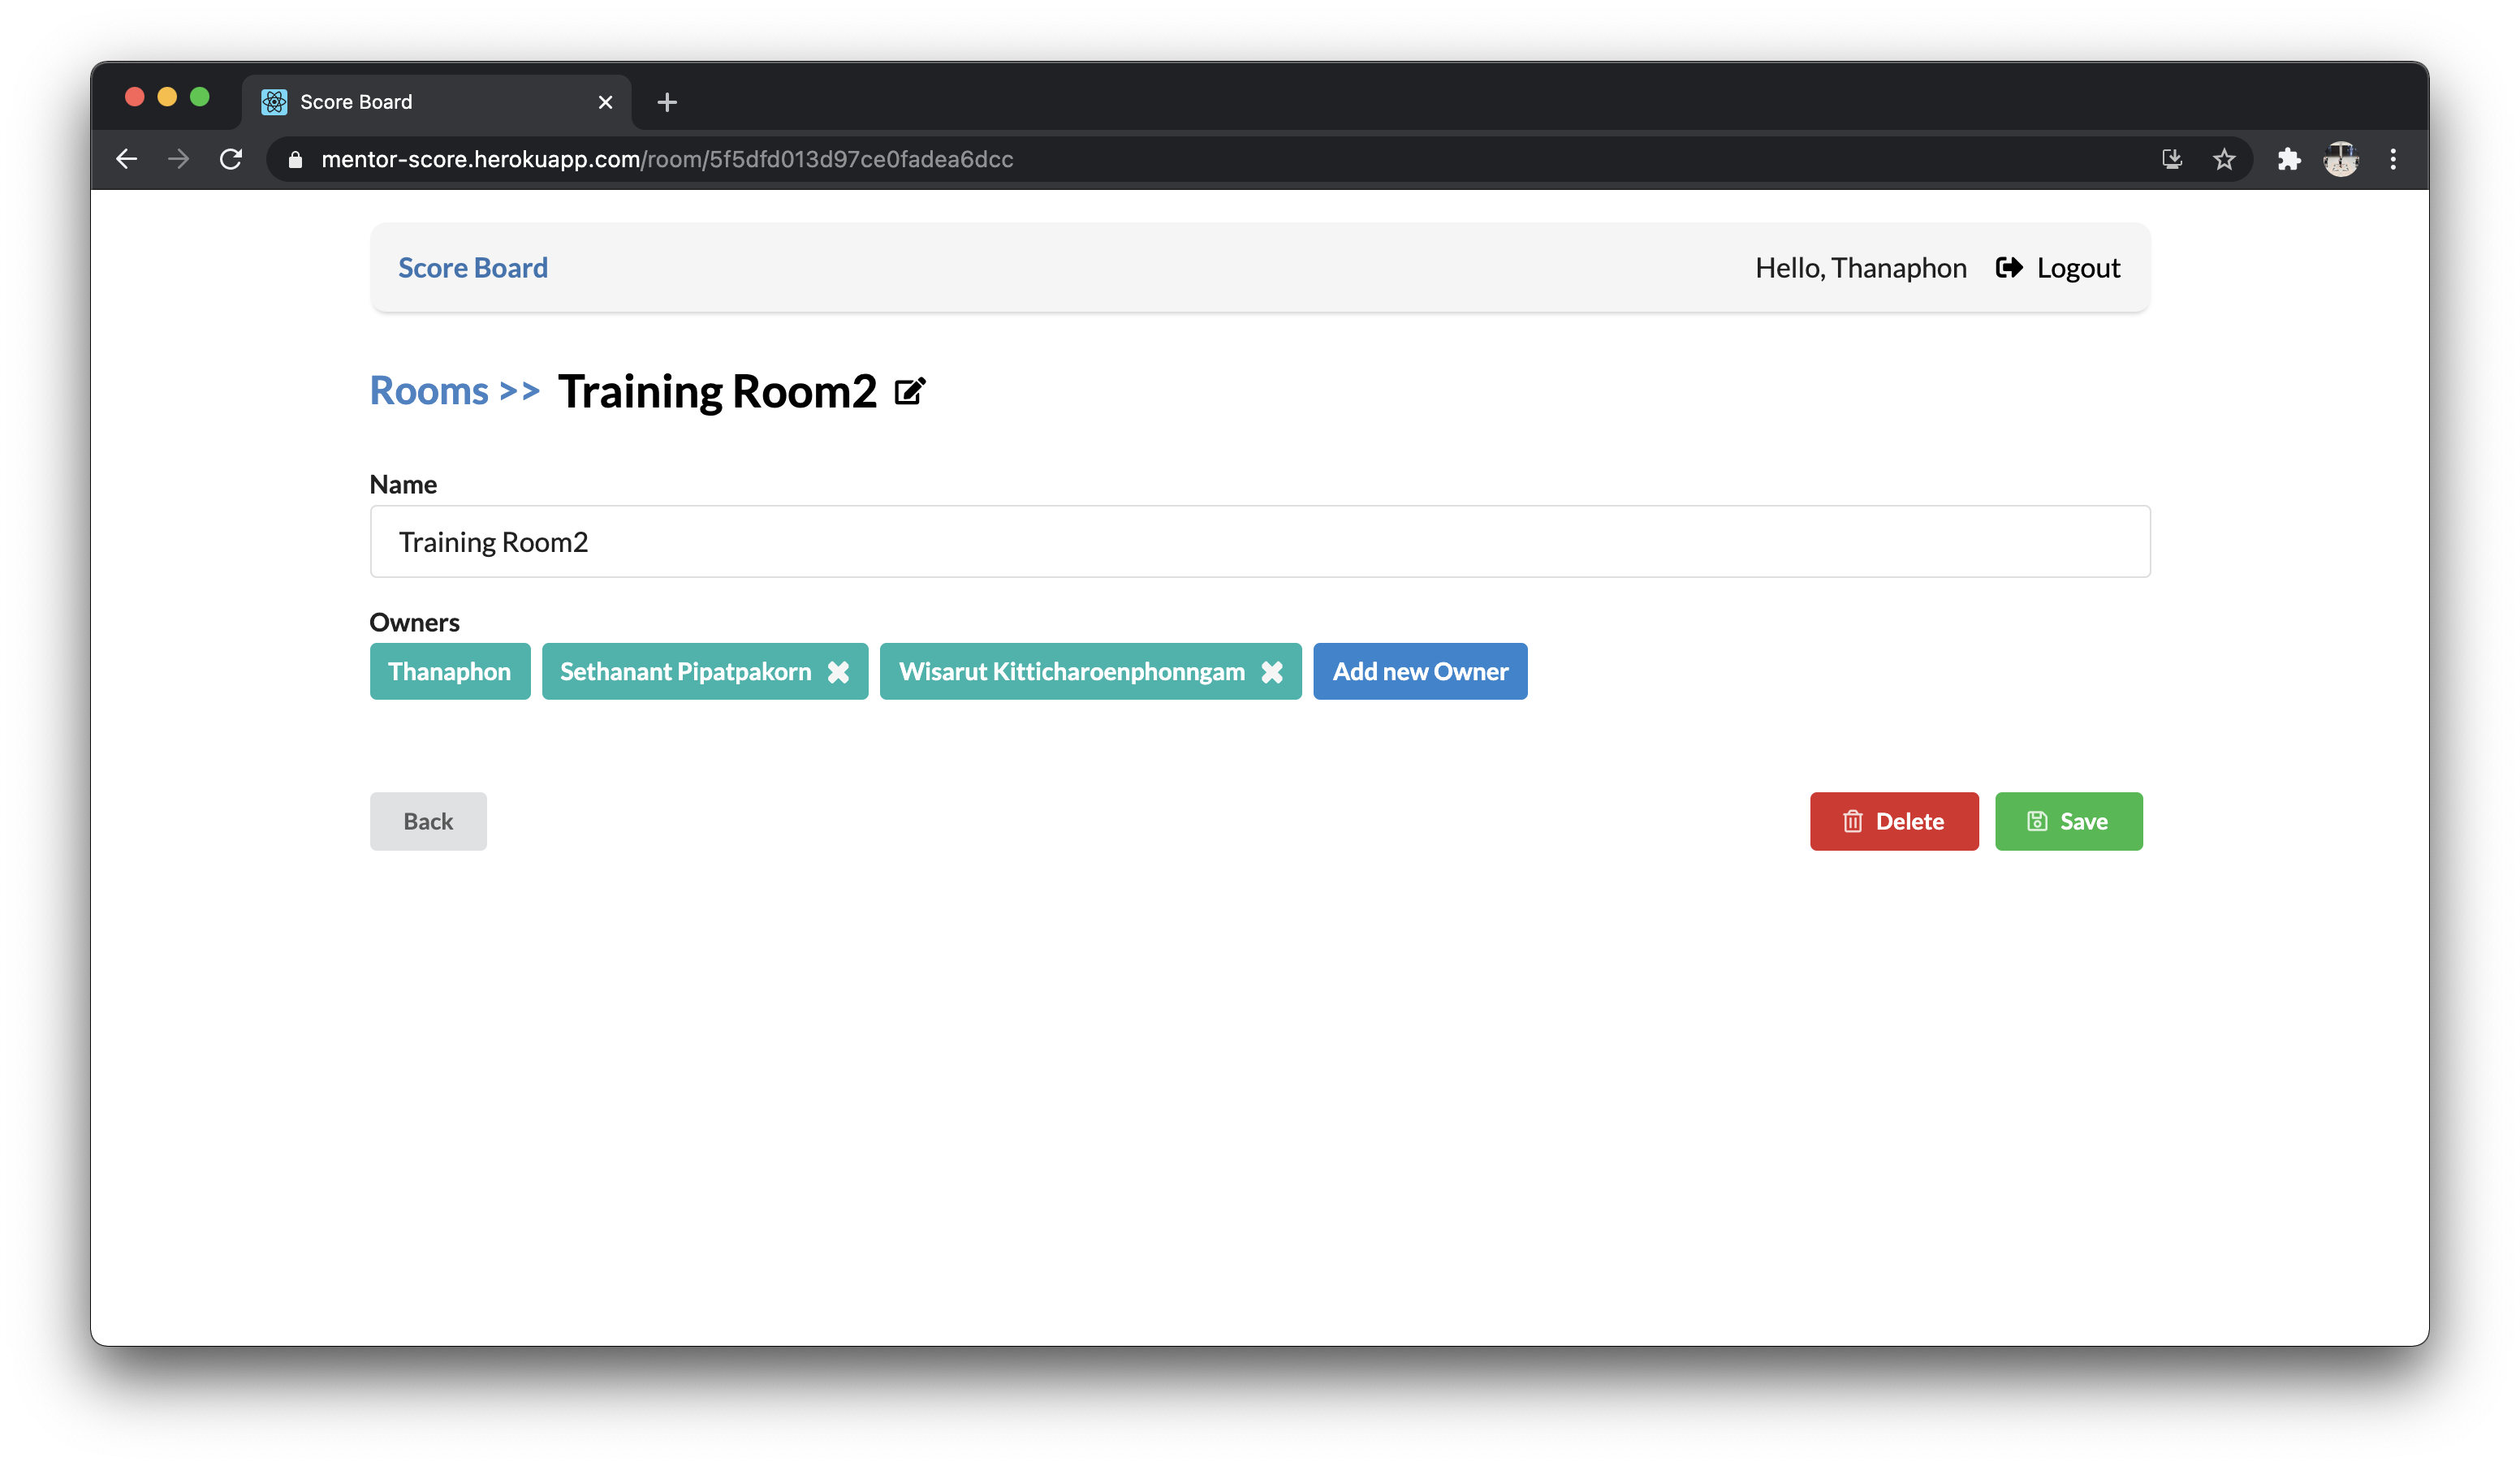 Score Board
mentor-score.herokuapp.com/room/5f5dfd013d97ce0fadea6dcc
Score Board Hello, Thanaphon Logout
Rooms >> Training Room2
Name
Training Room2
Owners
Thanaphon Sethanant Pipatpakorn Wisarut Kitticharoenphonngam Add new Owner
Back Delete Save